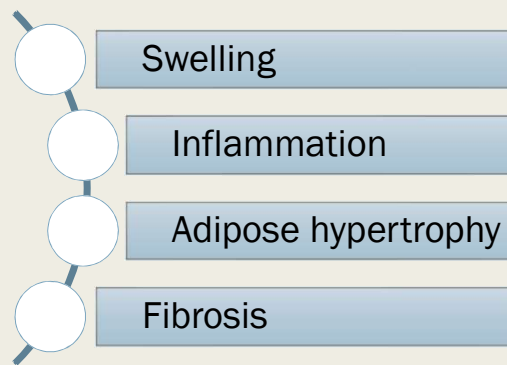 Swelling
Inflammation
Adipose hypertrophy
Fibrosis